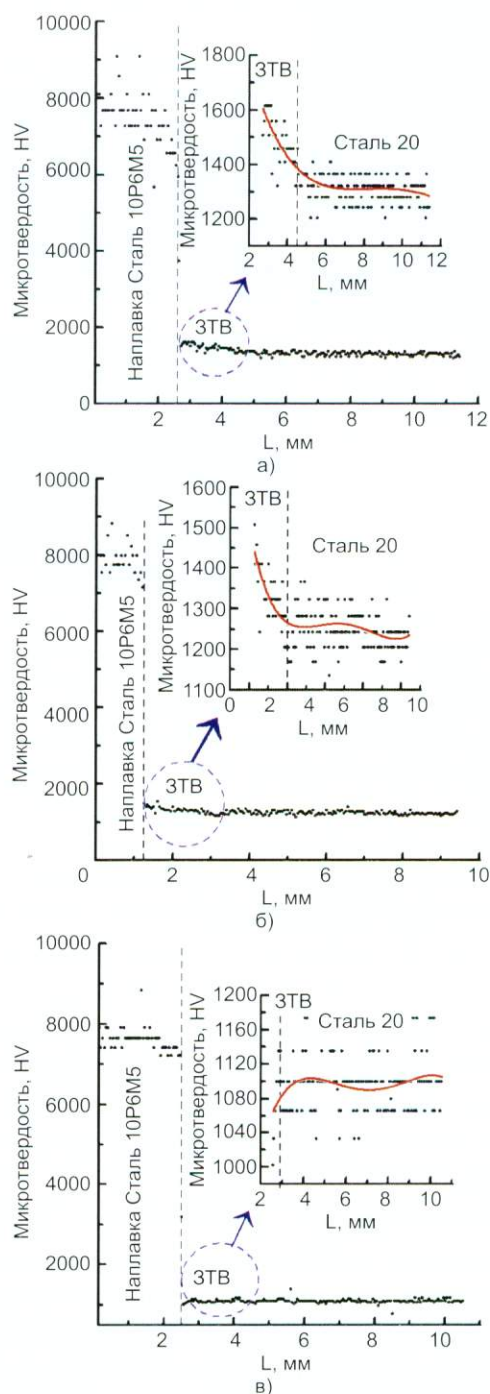 10000
8000
6000
4000
2000
0
Микротвердость, HV
Наплавка Сталь 10Р6М5
ЗТВ
2 4 6 8 10 12
L, мм
1800
1600
1400
1200
Микротвердость, HV
ЗТВ
Сталь 20
2 4 6 8 10 12
L, мм
а)
10000
8000
6000
4000
2000
0
Микротвердость, HV
Наплавка Сталь 10Р6М5
ЗТВ
2 4 6 8 10
L, мм
1600
1500
1400
1300
1200
1100
Микротвердость, HV
ЗТВ
Сталь 20
0 2 4 6 8 10
L, мм
б)
10000
8000
6000
4000
2000
Микротвердость, HV
Наплавка Сталь 10Р6М5
ЗТВ
0 2 4 6 8 10
L, мм
1200
1160
1120
1080
1040
1000
Микротвердость, HV
ЗТВ
Сталь 20
2 4 6 8 10
L, мм
в)